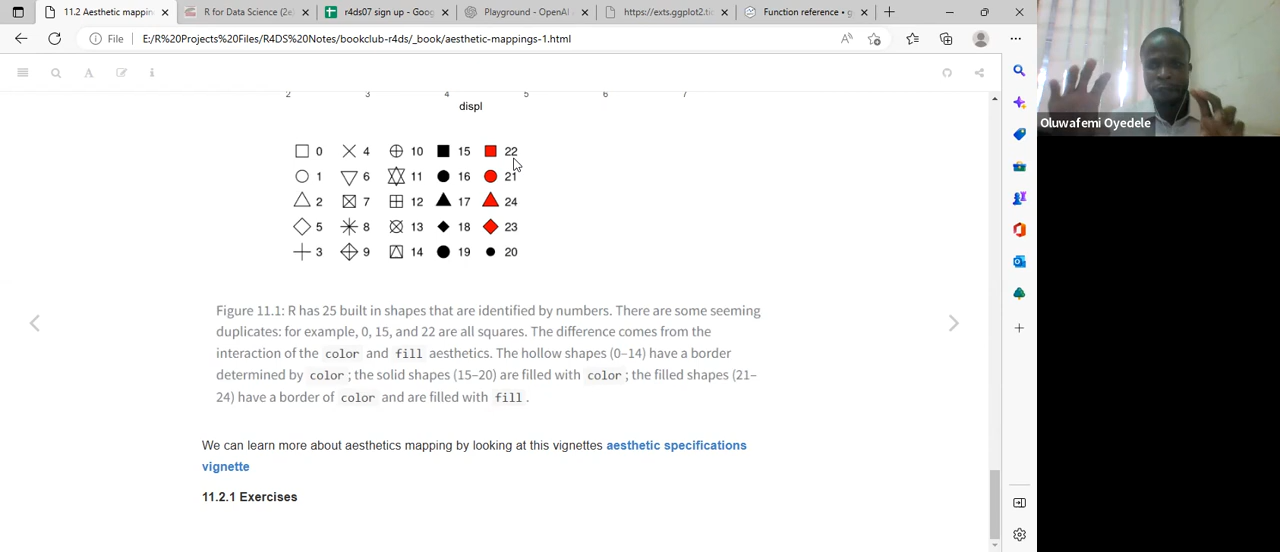 11.2 Aesthetic mappin
R for Data Science (2e)
r4ds07 sign up - Goog
Playground - OpenAI
https://exts.ggplot2.tid
Function reference • g
File
E:/R%20Projects%20Files/R4DS%20Notes/bookclub-r4ds/_book/aesthetic-mappings-1.html
2 3 4 5 6 7
displ
0 4 10 15 22
1 6 11 16 21
2 7 12 17 24
5 8 13 18 23
3 9 14 19 20
Figure 11.1: R has 25 built in shapes that are identified by numbers. There are some seeming
duplicates: for example, 0, 15, and 22 are all squares. The difference comes from the
interaction of the color and fill aesthetics. The hollow shapes (0–14) have a border
determined by color; the solid shapes (15–20) are filled with color; the filled shapes (21–
24) have a border of color and are filled with fill.
We can learn more about aesthetics mapping by looking at this vignettes aesthetic specifications
vignette
11.2.1 Exercises
Oluwafemi Oyedele